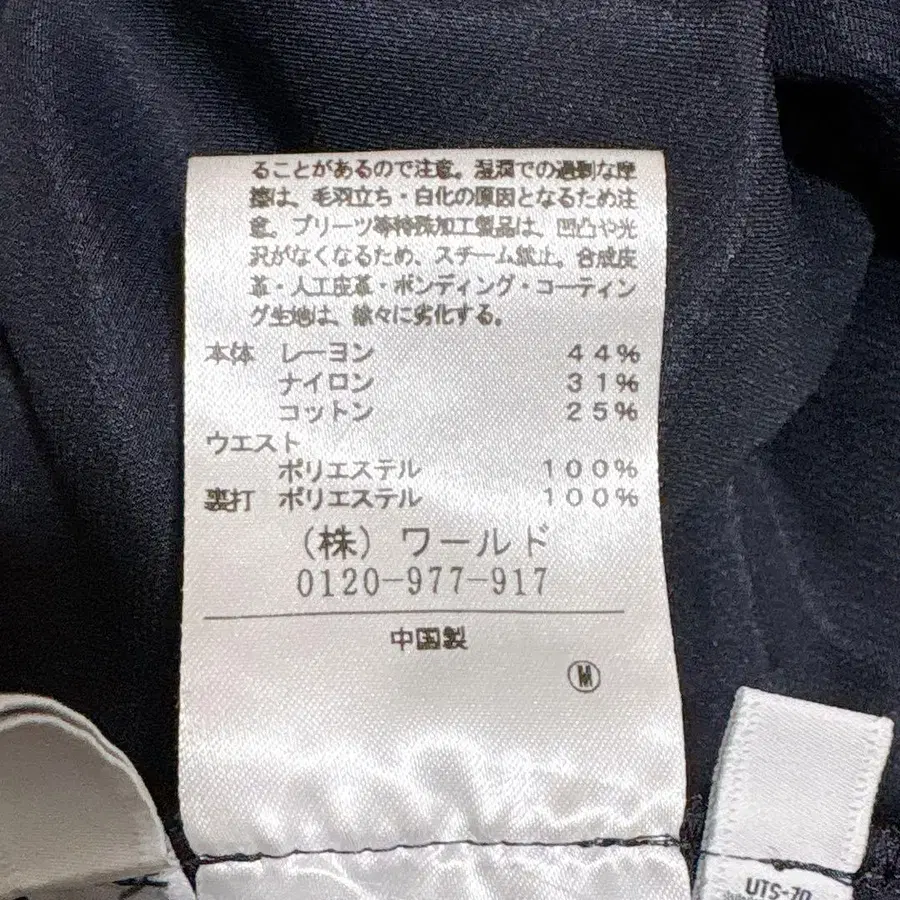 ることがあるので注意。湿潤での過剰な摩
擦は、毛羽立ち・白化の原因となるため注
意。プリーツ等特殊加工製品は、凹凸や光
沢がなくなるため、スチーム禁止。合成皮
革・人工皮革・ボンディング・コーティン
グ生地は、徐々に劣化する。
本体 レーヨン 44%
ナイロン 31%
コットン 25%
ウエスト
ポリエステル 100%
裏打 ポリエステル 100%
(株) ワールド
0120-977-917
中国製
M
UTS-70